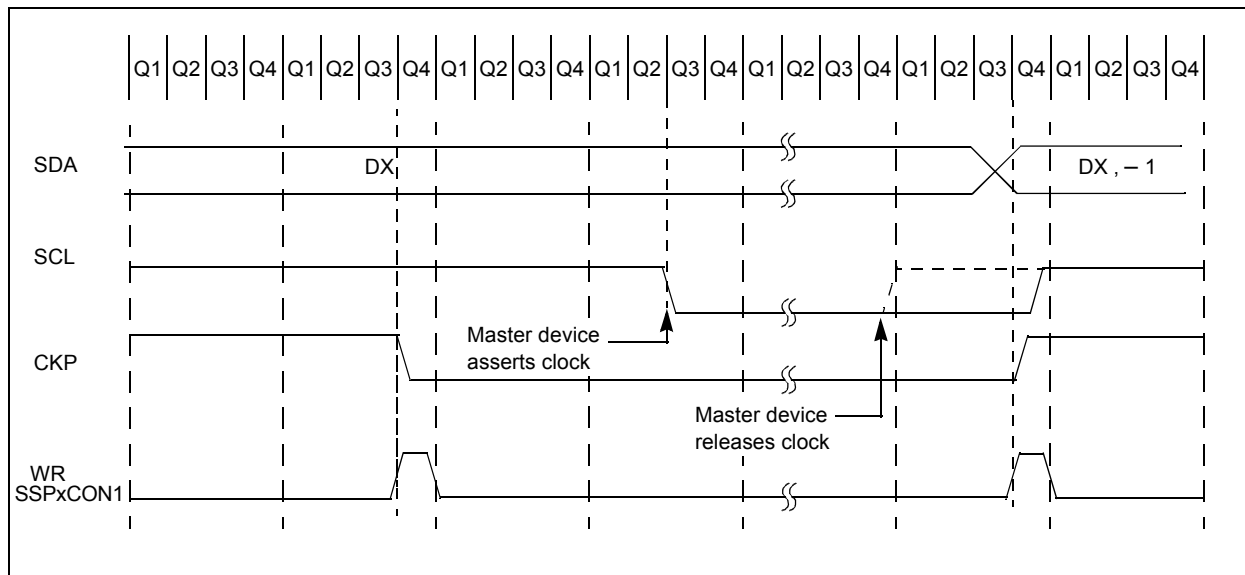 Q1 Q2 Q3 Q4 Q1 Q2 Q3 Q4 Q1 Q2 Q3 Q4 Q1 Q2 Q3 Q4 Q1 Q2 Q3 Q4 Q1 Q2 Q3 Q4 Q1 Q2 Q3 Q4
SDA
DX
DX , – 1
SCL
Master device
asserts clock
CKP
Master device
releases clock
WR
SSPxCON1